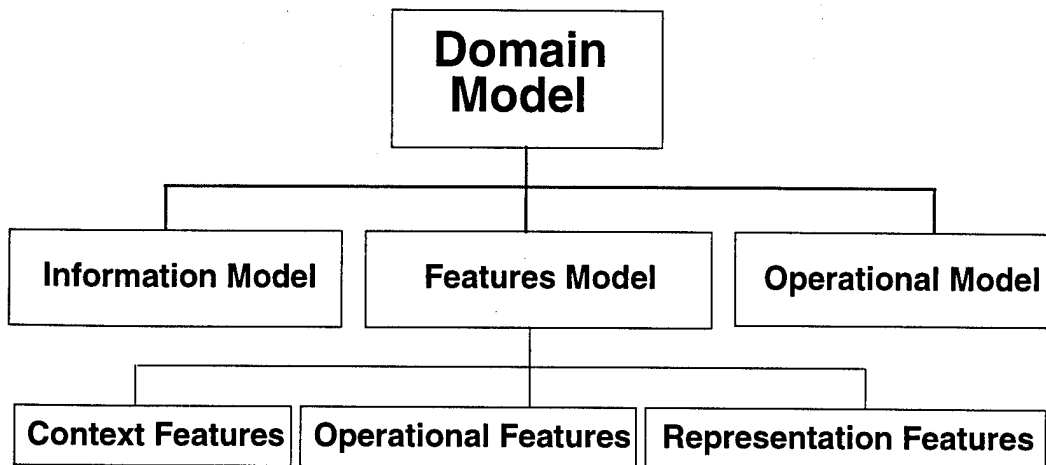 Domain
Model
Information Model
Features Model
Operational Model
Context Features
Operational Features
Representation Features